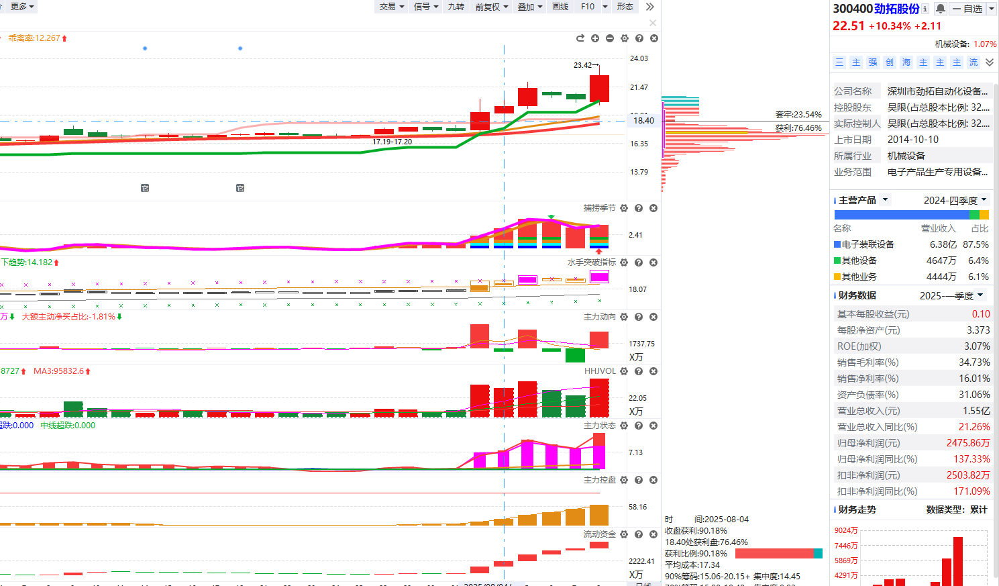 更多
交易
信号
九转
前复权
叠加
画线
F10
形态
300400劲拓股份
自选
22.51 +10.34% +2.11
机械设备: 1.07%
三 主 强 创 海 主 主 主 流
乖离率:12.267
24.03
23.42→
21.47
18.40
17.19-17.20
16.35
13.79
套牢:23.54%
获利:76.46%
公司名称 深圳市劲拓自动化设备...
控股股东 吴限(占总股本比例: 32....
实际控制人 吴限(占总股本比例: 32....
上市日期 2014-10-10
所属行业 机械设备
业务范围 电子产品生产专用设备...
主营产品 2024-四季度
名称 营业收入 占比
电子装联设备 6.38亿 87.5%
其他设备 4647万 6.4%
其他业务 4444万 6.1%
捕捞季节
2.41
下趋势:14.182
水手突破指标
18.07
万 大额主动净买占比:-1.81%
主力动向
1737.75
X万
8727 MA3:95832.6
HHJVOL
22.05
X万
超跌:0.000 中线超跌:0.000
主力状态
7.13
主力控盘
58.16
流动资金
2222.41
X万
财务数据 2025-一季度
基本每股收益(元) 0.10
每股净资产(元) 3.373
ROE(加权) 3.07%
销售毛利率(%) 34.73%
销售净利率(%) 16.01%
资产负债率(%) 31.06%
营业总收入(元) 1.55亿
营业总收入同比(%) 21.26%
归母净利润(元) 2475.86万
归母净利润同比(%) 137.33%
扣非净利润(元) 2503.82万
扣非净利润同比(%) 171.09%
财务走势 数据类型: 累计
9024万
7446万
5869万
4291万
时 间:2025-08-04
收盘获利:90.18%
18.40处获利盘:76.46%
获利比例:90.18%
平均成本:17.34
90%筹码:15.06-20.15+ 集中度:14.45